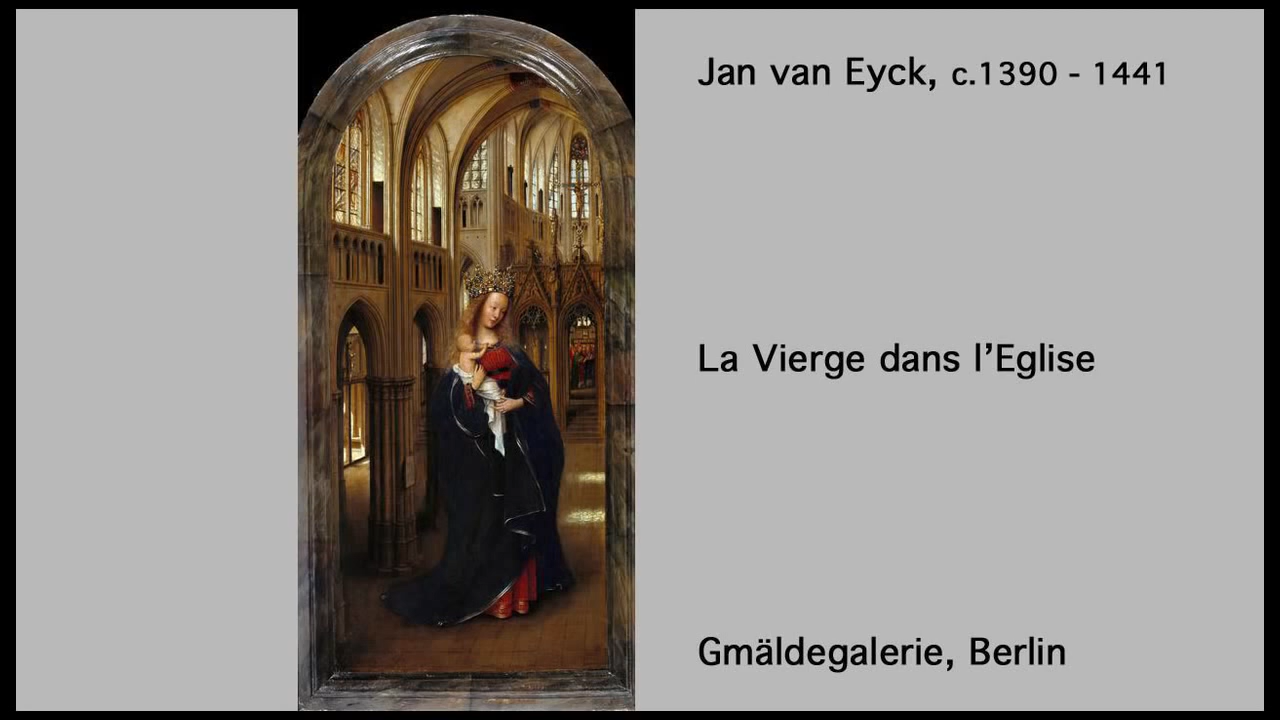 Jan van Eyck, c.1390 - 1441
La Vierge dans l’Eglise
Gmäldegalerie, Berlin